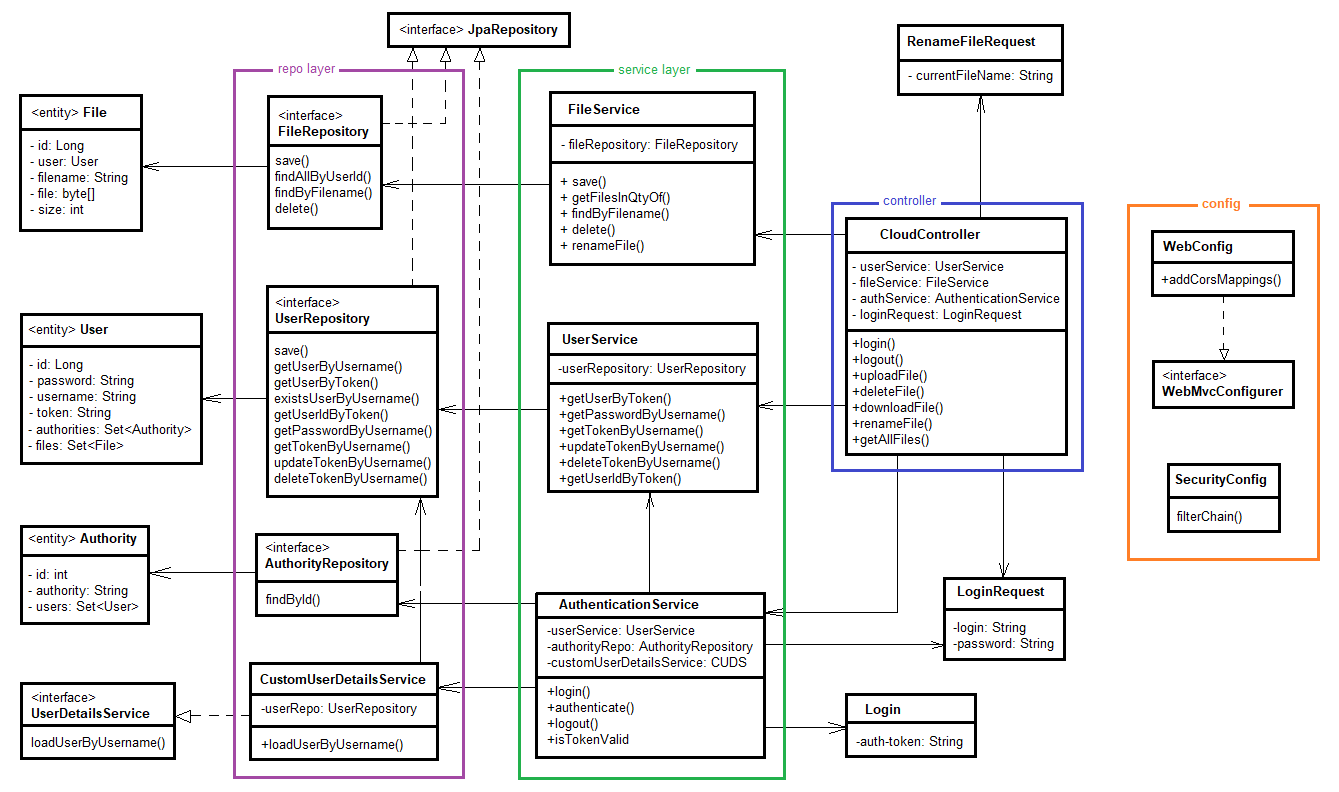 <interface> JpaRepository
repo layer
service layer
controller
config
RenameFileRequest
- currentFileName: String
<entity> File
- id: Long
- user: User
- filename: String
- file: byte[]
- size: int
<interface>
FileRepository
save()
findAllByUserId()
findByFilename()
delete()
FileService
- fileRepository: FileRepository
+ save()
+ getFilesInQtyOf()
+ findByFilename()
+ delete()
+ renameFile()
CloudController
- userService: UserService
- fileService: FileService
- authService: AuthenticationService
- loginRequest: LoginRequest
+login()
+logout()
+uploadFile()
+deleteFile()
+downloadFile()
+renameFile()
+getAllFiles()
WebConfig
+addCorsMappings()
<interface>
WebMvcConfigurer
SecurityConfig
filterChain()
<entity> User
- id: Long
- password: String
- username: String
- token: String
- authorities: Set<Authority>
- files: Set<File>
<interface>
UserRepository
save()
getUserByUsername()
getUserByToken()
existsUserByUsername()
getUserIdByToken()
getPasswordByUsername()
getTokenByUsername()
updateTokenByUsername()
deleteTokenByUsername()
UserService
-userRepository: UserRepository
+getUserByToken()
+getPasswordByUsername()
+getTokenByUsername()
+updateTokenByUsername()
+deleteTokenByUsername()
+getUserIdByToken()
<entity> Authority
- id: int
- authority: String
- users: Set<User>
<interface>
AuthorityRepository
findById()
AuthenticationService
-userService: UserService
-authorityRepo: AuthorityRepository
-customUserDetailsService: CUDS
+login()
+authenticate()
+logout()
+isTokenValid
LoginRequest
-login: String
-password: String
<interface>
UserDetailsService
loadUserByUsername()
CustomUserDetailsService
-userRepo: UserRepository
+loadUserByUsername()
Login
-auth-token: String